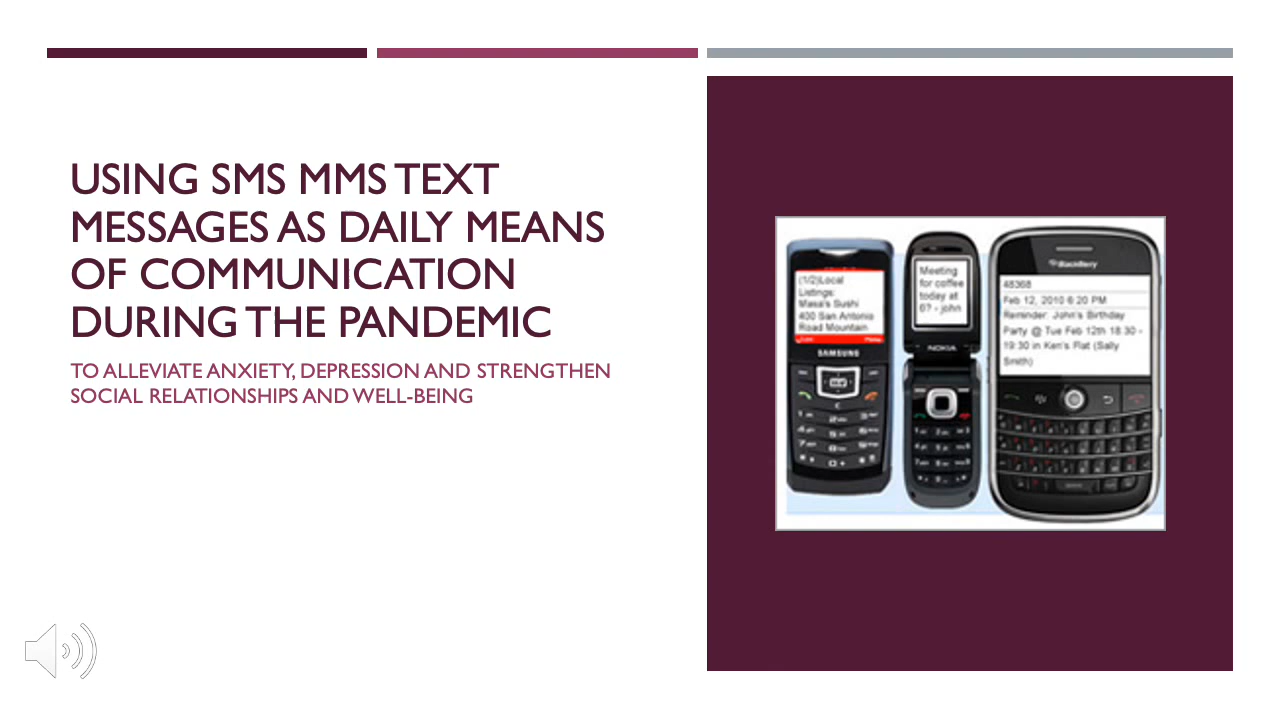 USING SMS MMS TEXT
MESSAGES AS DAILY MEANS
OF COMMUNICATION
DURING THE PANDEMIC
TO ALLEVIATE ANXIETY, DEPRESSION AND STRENGTHEN
SOCIAL RELATIONSHIPS AND WELL-BEING
(1/2)Local
Listings:
Masa's Sushi
400 San Antonio
Road Mountain
SAMSUNG
Meeting
for coffee
today at
6? - john
NOKIA
BlackBerry
48368
Feb 12, 2010 6:20 PM
Reminder: John's Birthday
Party @ Tue Feb 12th 18:30 -
19:30 in Ken's Flat (Sally
Smith)